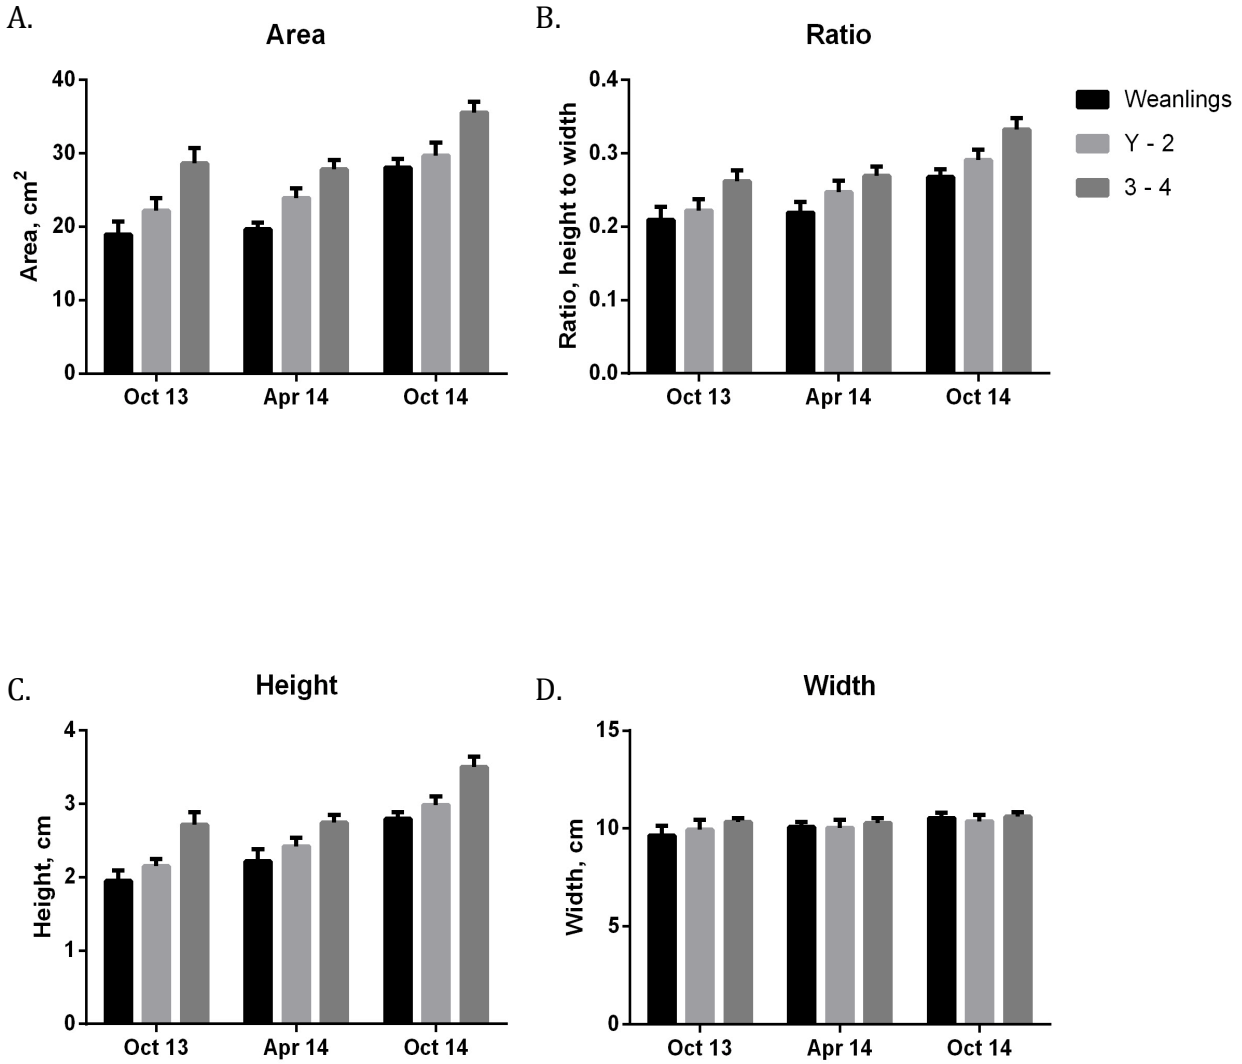 A.
Area
Area, cm²
40
30
20
10
0
Oct 13
Apr 14
Oct 14
B.
Ratio
Ratio, height to width
0.4
0.3
0.2
0.1
0.0
Oct 13
Apr 14
Oct 14
Weanlings
Y - 2
3 - 4
C.
Height
Height, cm
4
3
2
1
0
Oct 13
Apr 14
Oct 14
D.
Width
Width, cm
15
10
5
0
Oct 13
Apr 14
Oct 14